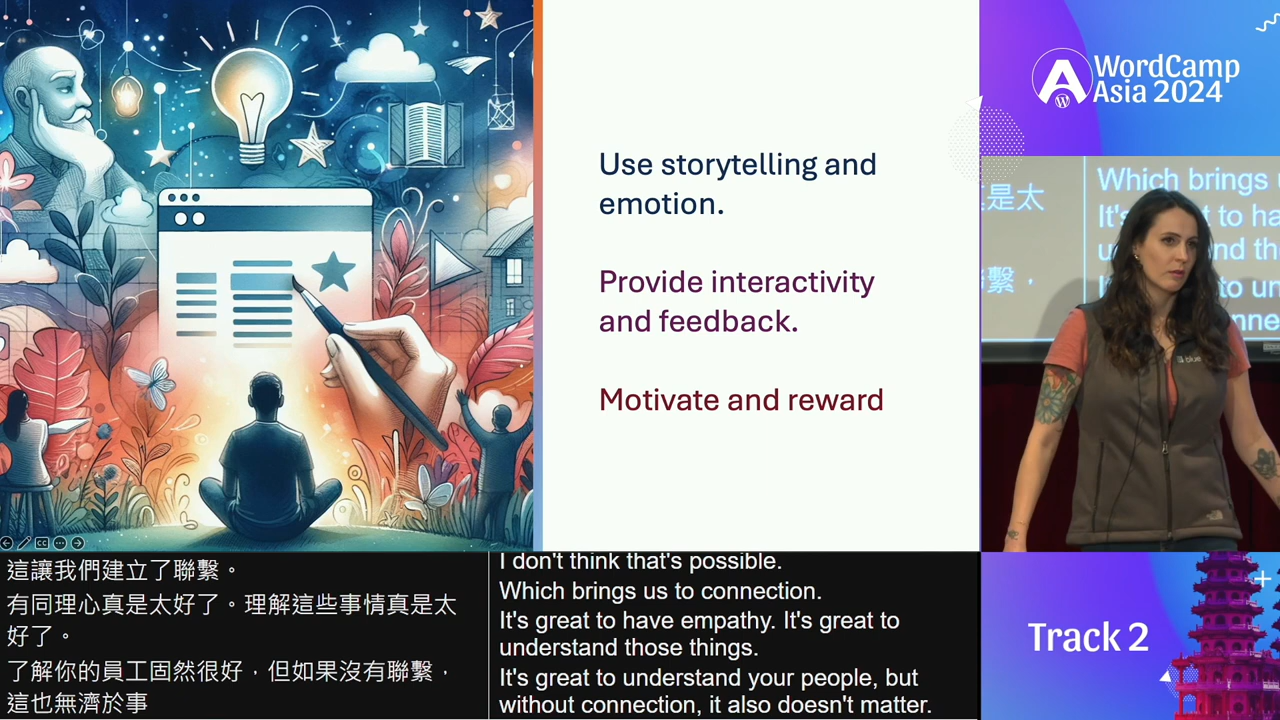 Use storytelling and
emotion.
Provide interactivity
and feedback.
Motivate and reward
WordCamp
Asia 2024
是太
繫，
Which brings
It's
to ha
nd th
to un
nne
blue
Track 2
CC
這讓我們建立了聯繫。
有同理心真是太好了。理解這些事情真是太
好了。
了解你的員工固然很好，但如果沒有聯繫，
這也無濟於事
I don't think that's possible.
Which brings us to connection.
It's great to have empathy. It's great to
understand those things.
It's great to understand your people, but
without connection, it also doesn't matter.